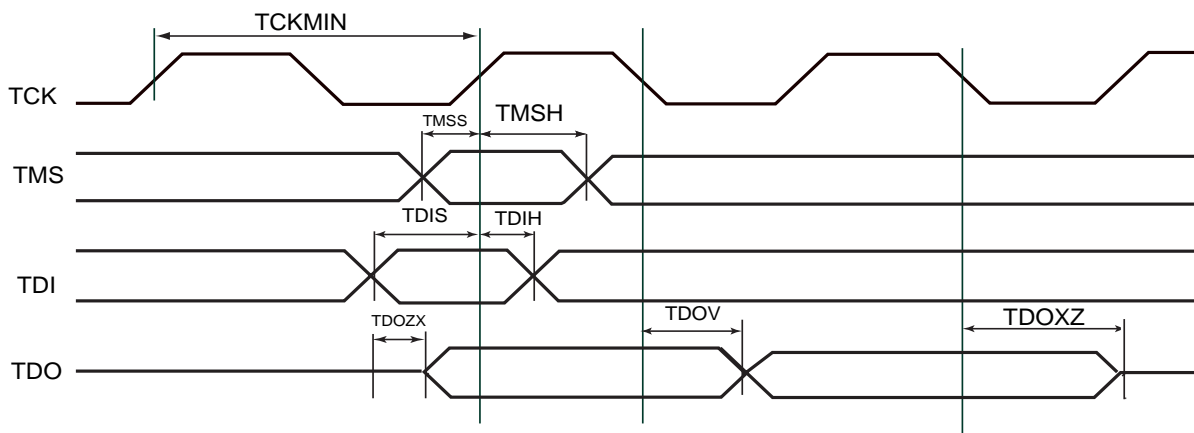 TCKMIN
TCK
TMSS
TMSH
TMS
TDIS
TDIH
TDI
TDOZX
TDOV
TDOXZ
TDO